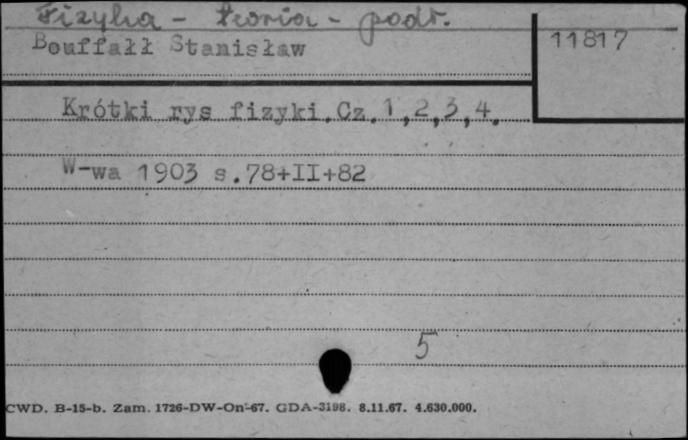 Fizyka - teoria - podr.
Bouffałł Stanisław
11817
Krótki rys fizyki. Cz. 1,2,3,4.
W-wa 1903 s.78+II+82
5
CWD. B-15-b. Zam. 1726-DW-On-67. GDA-3198. 8.11.67. 4.630.000.